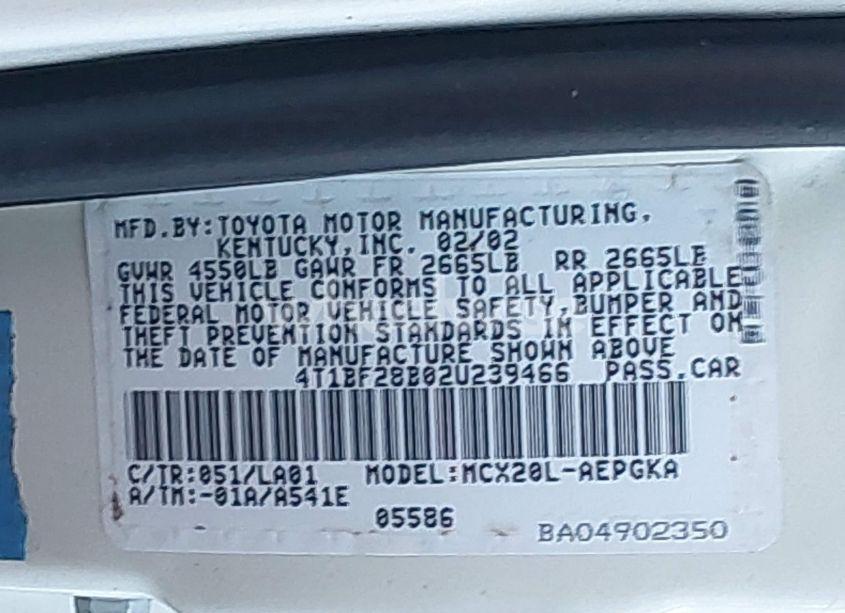 MFD.BY:TOYOTA MOTOR MANUFACTURING,
KENTUCKY,INC. 02/02
GVWR 4550LB GAWR FR 2665LB RR 2665LB
THIS VEHICLE CONFORMS TO ALL APPLICABLE
FEDERAL MOTOR VEHICLE SAFETY,BUMPER AND
THEFT PREVENTION STANDARDS IN EFFECT ON
THE DATE OF MANUFACTURE SHOWN ABOVE
4T1BF28B02U239466 PASS.CAR
C/TR:051/LA01 MODEL:MCX20L-AEPGKA
A/TM:-01A/A541E
05586
BA04902350